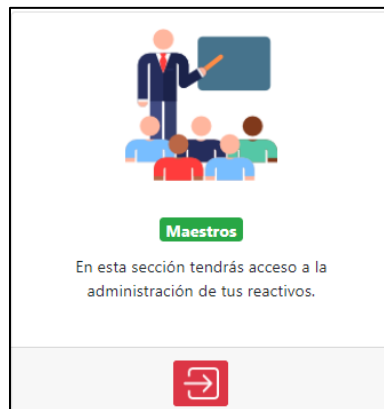 Maestros
En esta sección tendrás acceso a la
administración de tus reactivos.